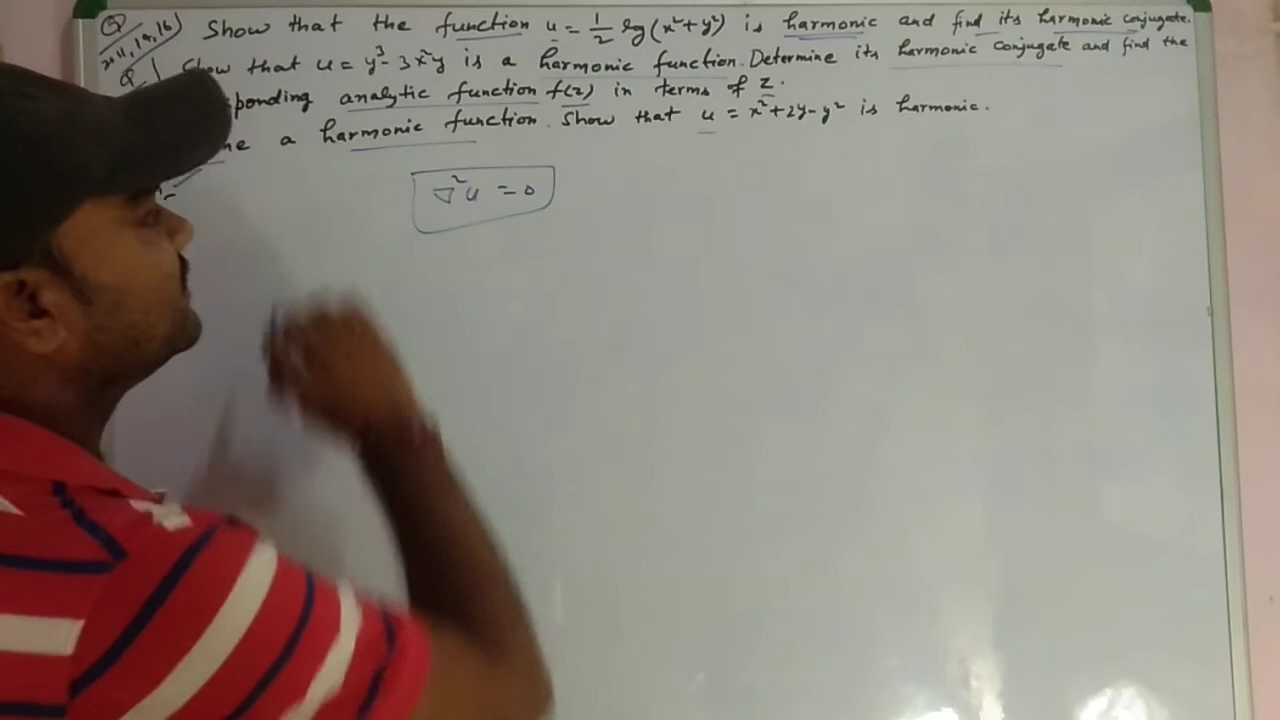 Q 2011, 14, 16) Show that the function u = 1/2 log(x²+y²) is harmonic and find its harmonic conjugate.
Q Show that u = y³-3x²y is a harmonic function. Determine its harmonic conjugate and find the
ponding analytic function f(z) in terms of z.
ne a harmonic function. Show that u = x²+2y-y² is harmonic.
∇²u = 0